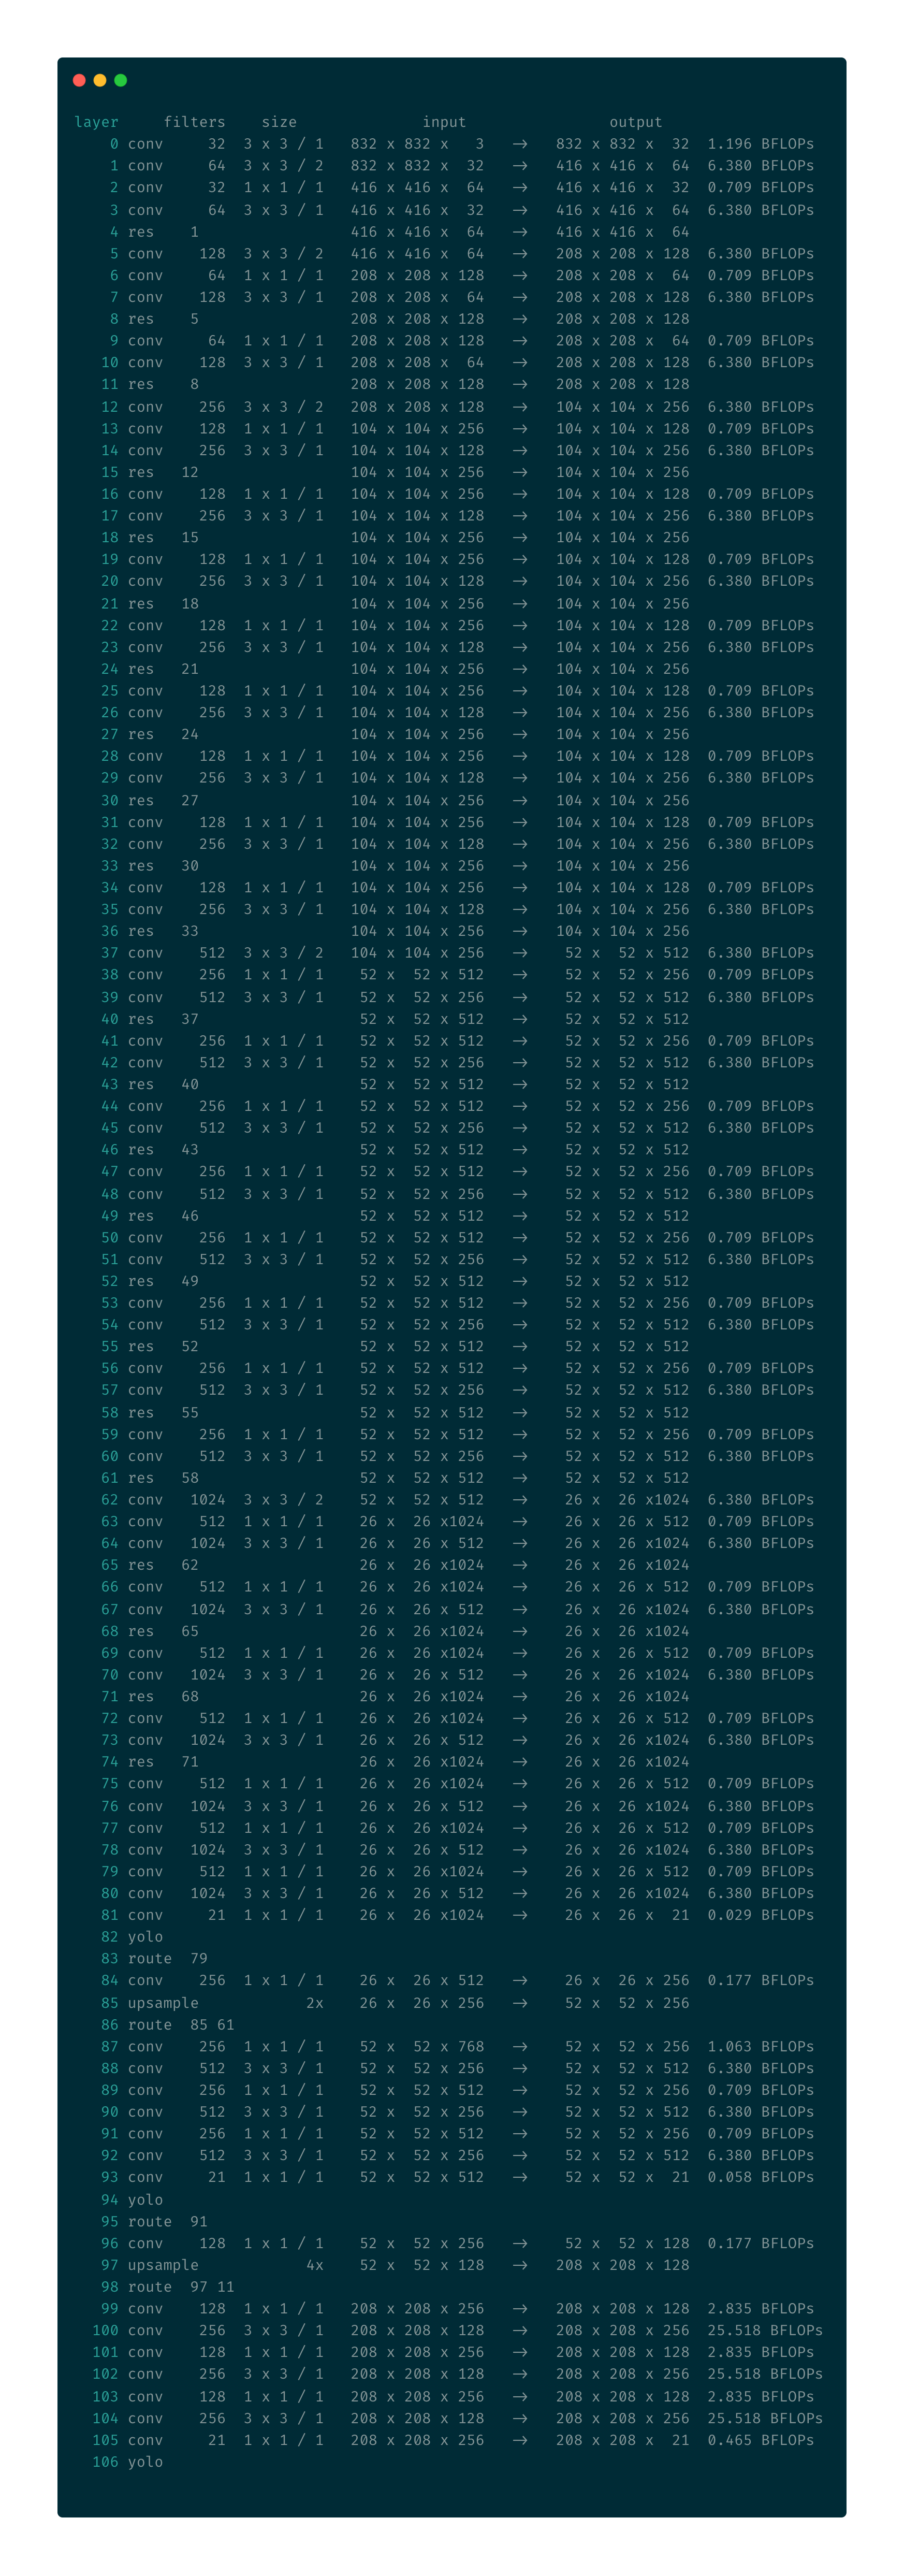 layer     filters    size              input                output
    0 conv     32  3 x 3 / 1   832 x 832 x   3   →   832 x 832 x  32  1.196 BFLOPs
    1 conv     64  3 x 3 / 2   832 x 832 x  32   →   416 x 416 x  64  6.380 BFLOPs
    2 conv     32  1 x 1 / 1   416 x 416 x  64   →   416 x 416 x  32  0.709 BFLOPs
    3 conv     64  3 x 3 / 1   416 x 416 x  32   →   416 x 416 x  64  6.380 BFLOPs
    4 res    1                 416 x 416 x  64   →   416 x 416 x  64
    5 conv    128  3 x 3 / 2   416 x 416 x  64   →   208 x 208 x 128  6.380 BFLOPs
    6 conv     64  1 x 1 / 1   208 x 208 x 128   →   208 x 208 x  64  0.709 BFLOPs
    7 conv    128  3 x 3 / 1   208 x 208 x  64   →   208 x 208 x 128  6.380 BFLOPs
    8 res    5                 208 x 208 x 128   →   208 x 208 x 128
    9 conv     64  1 x 1 / 1   208 x 208 x 128   →   208 x 208 x  64  0.709 BFLOPs
   10 conv    128  3 x 3 / 1   208 x 208 x  64   →   208 x 208 x 128  6.380 BFLOPs
   11 res    8                 208 x 208 x 128   →   208 x 208 x 128
   12 conv    256  3 x 3 / 2   208 x 208 x 128   →   104 x 104 x 256  6.380 BFLOPs
   13 conv    128  1 x 1 / 1   104 x 104 x 256   →   104 x 104 x 128  0.709 BFLOPs
   14 conv    256  3 x 3 / 1   104 x 104 x 128   →   104 x 104 x 256  6.380 BFLOPs
   15 res   12                 104 x 104 x 256   →   104 x 104 x 256
   16 conv    128  1 x 1 / 1   104 x 104 x 256   →   104 x 104 x 128  0.709 BFLOPs
   17 conv    256  3 x 3 / 1   104 x 104 x 128   →   104 x 104 x 256  6.380 BFLOPs
   18 res   15                 104 x 104 x 256   →   104 x 104 x 256
   19 conv    128  1 x 1 / 1   104 x 104 x 256   →   104 x 104 x 128  0.709 BFLOPs
   20 conv    256  3 x 3 / 1   104 x 104 x 128   →   104 x 104 x 256  6.380 BFLOPs
   21 res   18                 104 x 104 x 256   →   104 x 104 x 256
   22 conv    128  1 x 1 / 1   104 x 104 x 256   →   104 x 104 x 128  0.709 BFLOPs
   23 conv    256  3 x 3 / 1   104 x 104 x 128   →   104 x 104 x 256  6.380 BFLOPs
   24 res   21                 104 x 104 x 256   →   104 x 104 x 256
   25 conv    128  1 x 1 / 1   104 x 104 x 256   →   104 x 104 x 128  0.709 BFLOPs
   26 conv    256  3 x 3 / 1   104 x 104 x 128   →   104 x 104 x 256  6.380 BFLOPs
   27 res   24                 104 x 104 x 256   →   104 x 104 x 256
   28 conv    128  1 x 1 / 1   104 x 104 x 256   →   104 x 104 x 128  0.709 BFLOPs
   29 conv    256  3 x 3 / 1   104 x 104 x 128   →   104 x 104 x 256  6.380 BFLOPs
   30 res   27                 104 x 104 x 256   →   104 x 104 x 256
   31 conv    128  1 x 1 / 1   104 x 104 x 256   →   104 x 104 x 128  0.709 BFLOPs
   32 conv    256  3 x 3 / 1   104 x 104 x 128   →   104 x 104 x 256  6.380 BFLOPs
   33 res   30                 104 x 104 x 256   →   104 x 104 x 256
   34 conv    128  1 x 1 / 1   104 x 104 x 256   →   104 x 104 x 128  0.709 BFLOPs
   35 conv    256  3 x 3 / 1   104 x 104 x 128   →   104 x 104 x 256  6.380 BFLOPs
   36 res   33                 104 x 104 x 256   →   104 x 104 x 256
   37 conv    512  3 x 3 / 2   104 x 104 x 256   →    52 x  52 x 512  6.380 BFLOPs
   38 conv    256  1 x 1 / 1    52 x  52 x 512   →    52 x  52 x 256  0.709 BFLOPs
   39 conv    512  3 x 3 / 1    52 x  52 x 256   →    52 x  52 x 512  6.380 BFLOPs
   40 res   37                  52 x  52 x 512   →    52 x  52 x 512
   41 conv    256  1 x 1 / 1    52 x  52 x 512   →    52 x  52 x 256  0.709 BFLOPs
   42 conv    512  3 x 3 / 1    52 x  52 x 256   →    52 x  52 x 512  6.380 BFLOPs
   43 res   40                  52 x  52 x 512   →    52 x  52 x 512
   44 conv    256  1 x 1 / 1    52 x  52 x 512   →    52 x  52 x 256  0.709 BFLOPs
   45 conv    512  3 x 3 / 1    52 x  52 x 256   →    52 x  52 x 512  6.380 BFLOPs
   46 res   43                  52 x  52 x 512   →    52 x  52 x 512
   47 conv    256  1 x 1 / 1    52 x  52 x 512   →    52 x  52 x 256  0.709 BFLOPs
   48 conv    512  3 x 3 / 1    52 x  52 x 256   →    52 x  52 x 512  6.380 BFLOPs
   49 res   46                  52 x  52 x 512   →    52 x  52 x 512
   50 conv    256  1 x 1 / 1    52 x  52 x 512   →    52 x  52 x 256  0.709 BFLOPs
   51 conv    512  3 x 3 / 1    52 x  52 x 256   →    52 x  52 x 512  6.380 BFLOPs
   52 res   49                  52 x  52 x 512   →    52 x  52 x 512
   53 conv    256  1 x 1 / 1    52 x  52 x 512   →    52 x  52 x 256  0.709 BFLOPs
   54 conv    512  3 x 3 / 1    52 x  52 x 256   →    52 x  52 x 512  6.380 BFLOPs
   55 res   52                  52 x  52 x 512   →    52 x  52 x 512
   56 conv    256  1 x 1 / 1    52 x  52 x 512   →    52 x  52 x 256  0.709 BFLOPs
   57 conv    512  3 x 3 / 1    52 x  52 x 256   →    52 x  52 x 512  6.380 BFLOPs
   58 res   55                  52 x  52 x 512   →    52 x  52 x 512
   59 conv    256  1 x 1 / 1    52 x  52 x 512   →    52 x  52 x 256  0.709 BFLOPs
   60 conv    512  3 x 3 / 1    52 x  52 x 256   →    52 x  52 x 512  6.380 BFLOPs
   61 res   58                  52 x  52 x 512   →    52 x  52 x 512
   62 conv   1024  3 x 3 / 2    52 x  52 x 512   →    26 x  26 x1024  6.380 BFLOPs
   63 conv    512  1 x 1 / 1    26 x  26 x1024   →    26 x  26 x 512  0.709 BFLOPs
   64 conv   1024  3 x 3 / 1    26 x  26 x 512   →    26 x  26 x1024  6.380 BFLOPs
   65 res   62                  26 x  26 x1024   →    26 x  26 x1024
   66 conv    512  1 x 1 / 1    26 x  26 x1024   →    26 x  26 x 512  0.709 BFLOPs
   67 conv   1024  3 x 3 / 1    26 x  26 x 512   →    26 x  26 x1024  6.380 BFLOPs
   68 res   65                  26 x  26 x1024   →    26 x  26 x1024
   69 conv    512  1 x 1 / 1    26 x  26 x1024   →    26 x  26 x 512  0.709 BFLOPs
   70 conv   1024  3 x 3 / 1    26 x  26 x 512   →    26 x  26 x1024  6.380 BFLOPs
   71 res   68                  26 x  26 x1024   →    26 x  26 x1024
   72 conv    512  1 x 1 / 1    26 x  26 x1024   →    26 x  26 x 512  0.709 BFLOPs
   73 conv   1024  3 x 3 / 1    26 x  26 x 512   →    26 x  26 x1024  6.380 BFLOPs
   74 res   71                  26 x  26 x1024   →    26 x  26 x1024
   75 conv    512  1 x 1 / 1    26 x  26 x1024   →    26 x  26 x 512  0.709 BFLOPs
   76 conv   1024  3 x 3 / 1    26 x  26 x 512   →    26 x  26 x1024  6.380 BFLOPs
   77 conv    512  1 x 1 / 1    26 x  26 x1024   →    26 x  26 x 512  0.709 BFLOPs
   78 conv   1024  3 x 3 / 1    26 x  26 x 512   →    26 x  26 x1024  6.380 BFLOPs
   79 conv    512  1 x 1 / 1    26 x  26 x1024   →    26 x  26 x 512  0.709 BFLOPs
   80 conv   1024  3 x 3 / 1    26 x  26 x 512   →    26 x  26 x1024  6.380 BFLOPs
   81 conv     21  1 x 1 / 1    26 x  26 x1024   →    26 x  26 x  21  0.029 BFLOPs
   82 yolo
   83 route  79
   84 conv    256  1 x 1 / 1    26 x  26 x 512   →    26 x  26 x 256  0.177 BFLOPs
   85 upsample            2x    26 x  26 x 256   →    52 x  52 x 256
   86 route  85 61
   87 conv    256  1 x 1 / 1    52 x  52 x 768   →    52 x  52 x 256  1.063 BFLOPs
   88 conv    512  3 x 3 / 1    52 x  52 x 256   →    52 x  52 x 512  6.380 BFLOPs
   89 conv    256  1 x 1 / 1    52 x  52 x 512   →    52 x  52 x 256  0.709 BFLOPs
   90 conv    512  3 x 3 / 1    52 x  52 x 256   →    52 x  52 x 512  6.380 BFLOPs
   91 conv    256  1 x 1 / 1    52 x  52 x 512   →    52 x  52 x 256  0.709 BFLOPs
   92 conv    512  3 x 3 / 1    52 x  52 x 256   →    52 x  52 x 512  6.380 BFLOPs
   93 conv     21  1 x 1 / 1    52 x  52 x 512   →    52 x  52 x  21  0.058 BFLOPs
   94 yolo
   95 route  91
   96 conv    128  1 x 1 / 1    52 x  52 x 256   →    52 x  52 x 128  0.177 BFLOPs
   97 upsample            4x    52 x  52 x 128   →   208 x 208 x 128
   98 route  97 11
   99 conv    128  1 x 1 / 1   208 x 208 x 256   →   208 x 208 x 128  2.835 BFLOPs
  100 conv    256  3 x 3 / 1   208 x 208 x 128   →   208 x 208 x 256  25.518 BFLOPs
  101 conv    128  1 x 1 / 1   208 x 208 x 256   →   208 x 208 x 128  2.835 BFLOPs
  102 conv    256  3 x 3 / 1   208 x 208 x 128   →   208 x 208 x 256  25.518 BFLOPs
  103 conv    128  1 x 1 / 1   208 x 208 x 256   →   208 x 208 x 128  2.835 BFLOPs
  104 conv    256  3 x 3 / 1   208 x 208 x 128   →   208 x 208 x 256  25.518 BFLOPs
  105 conv     21  1 x 1 / 1   208 x 208 x 256   →   208 x 208 x  21  0.465 BFLOPs
  106 yolo